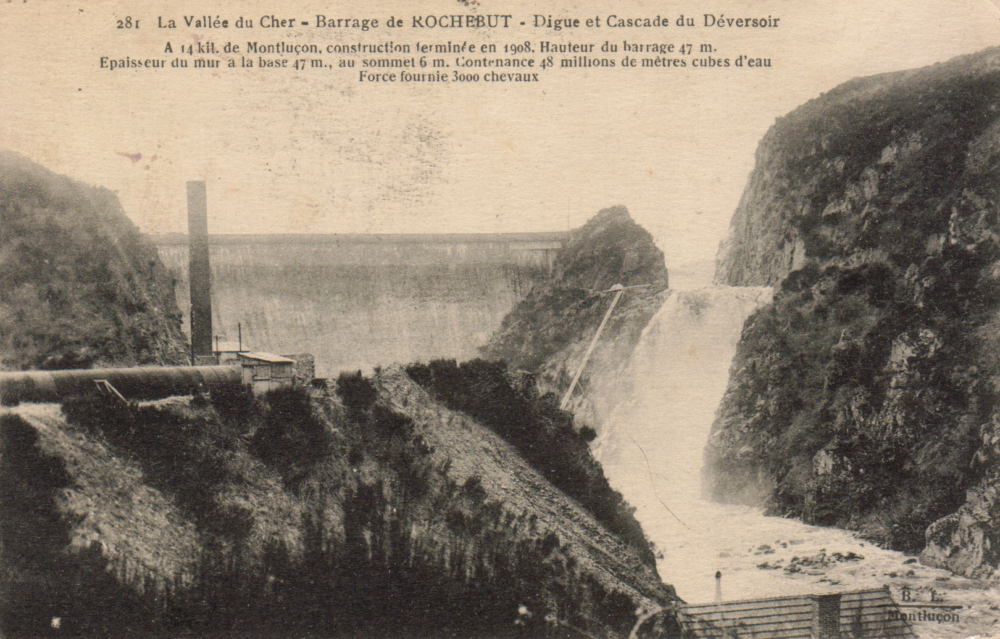 281 La Vallée du Cher - Barrage de ROCHEBUT - Digue et Cascade du Déversoir
A 14 kil. de Montluçon, construction terminée en 1908. Hauteur du barrage 47 m.
Epaisseur du mur a la base 47 m., au sommet 6 m. Contenance 48 millions de mètres cubes d'eau
Force fournie 3000 chevaux
B. L.
Montluçon